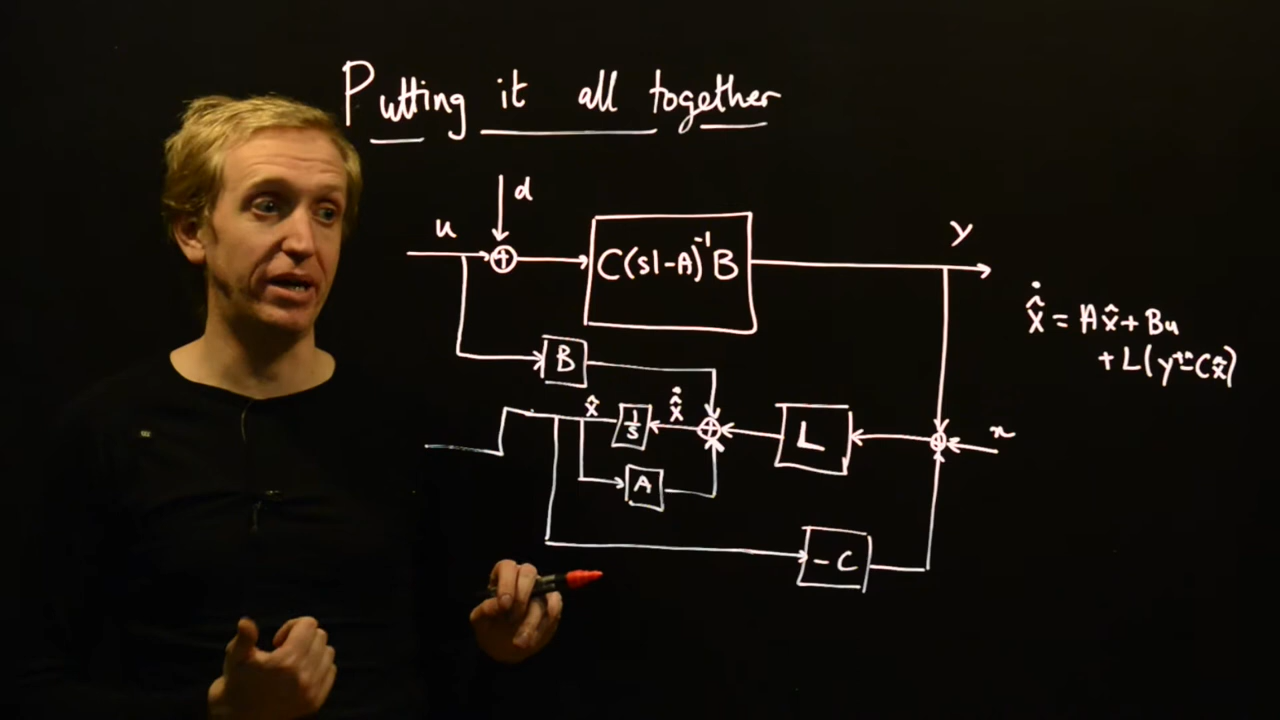 Putting it all together
d
u
C(sI-A)⁻¹B
y
B
x̂
1/s
x̂̇
L
n
A
-C
x̂̇ = Ax̂ + Bu
+ L(y+n-Cx̂)